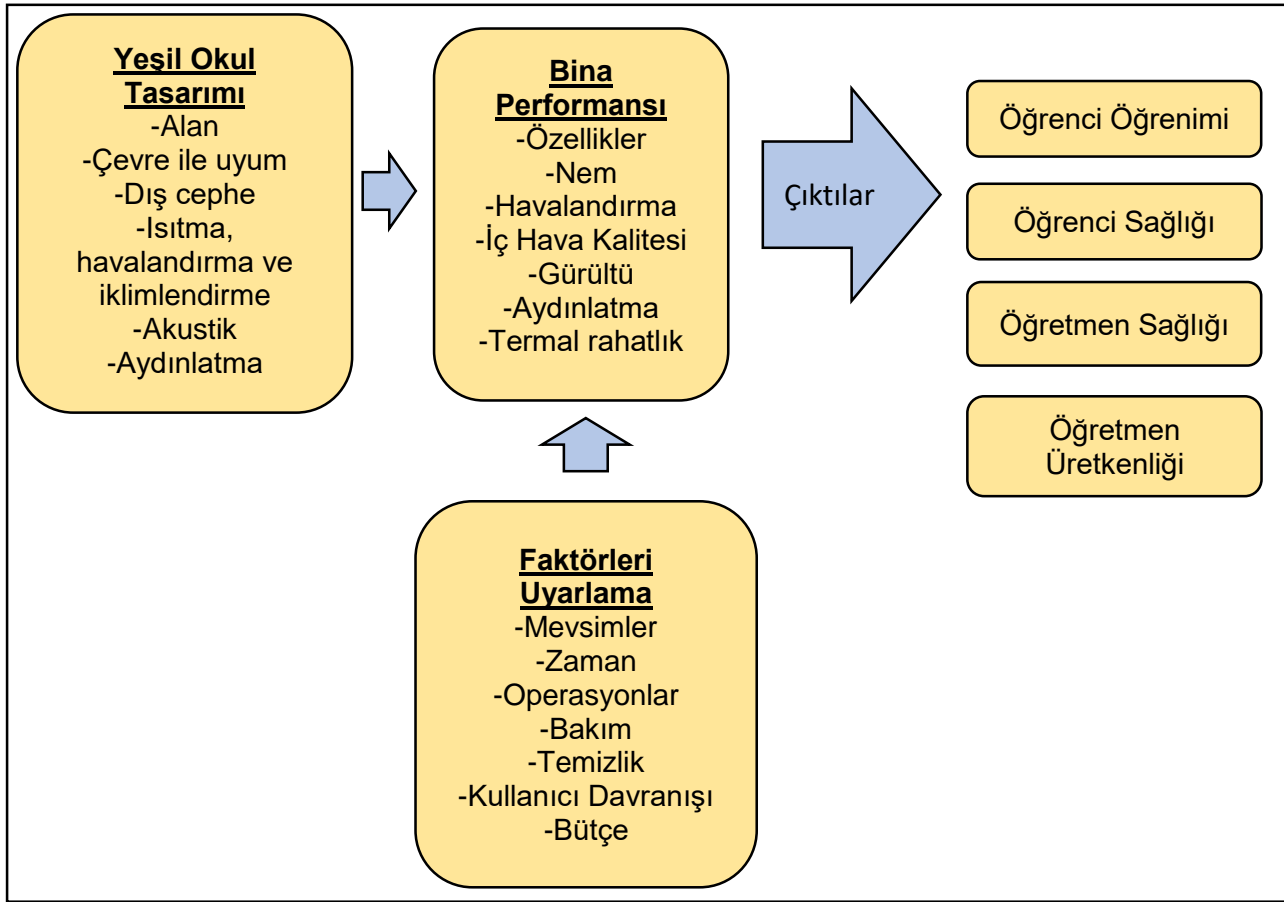 Yeşil Okul
Tasarımı
-Alan
-Çevre ile uyum
-Dış cephe
-Isıtma,
havalandırma ve
iklimlendirme
-Akustik
-Aydınlatma
Bina
Performansı
-Özellikler
-Nem
-Havalandırma
-İç Hava Kalitesi
-Gürültü
-Aydınlatma
-Termal rahatlık
Çıktılar
Öğrenci Öğrenimi
Öğrenci Sağlığı
Öğretmen Sağlığı
Öğretmen
Üretkenliği
Faktörleri
Uyarlama
-Mevsimler
-Zaman
-Operasyonlar
-Bakım
-Temizlik
-Kullanıcı Davranışı
-Bütçe